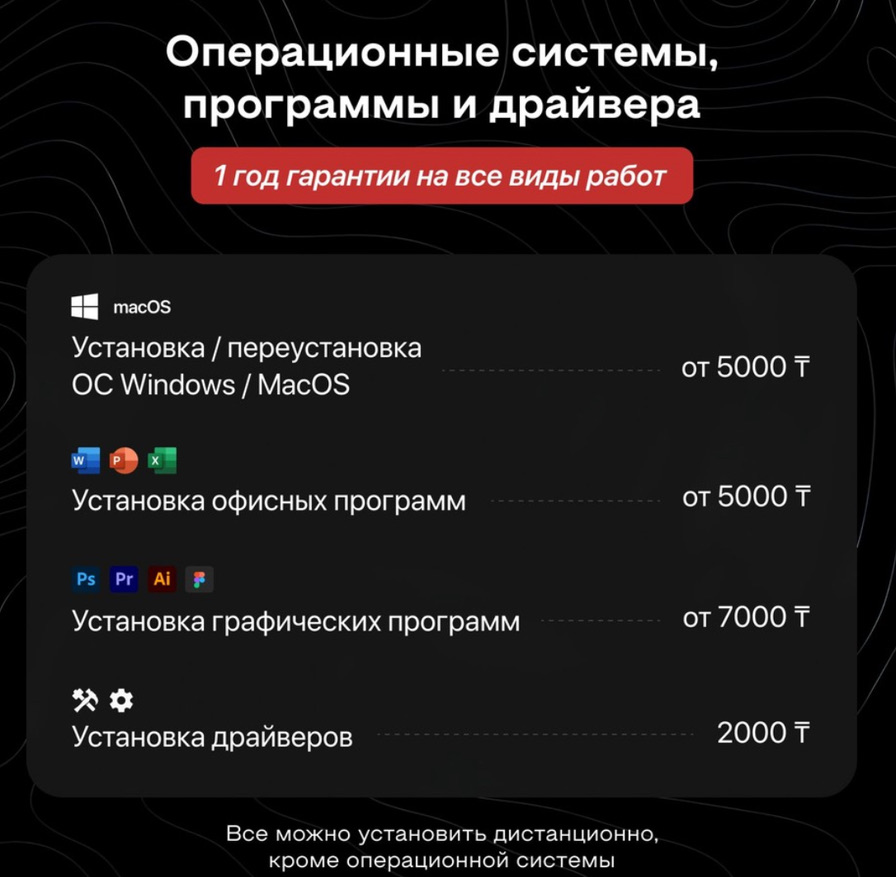 Операционные системы,
программы и драйвера
1 год гарантии на все виды работ
macOS
Установка / переустановка
ОС Windows / MacOS
от 5000 ₸
W P X
Установка офисных программ
от 5000 ₸
Ps Pr Ai
Установка графических программ
от 7000 ₸
Установка драйверов
2000 ₸
Все можно установить дистанционно,
кроме операционной системы